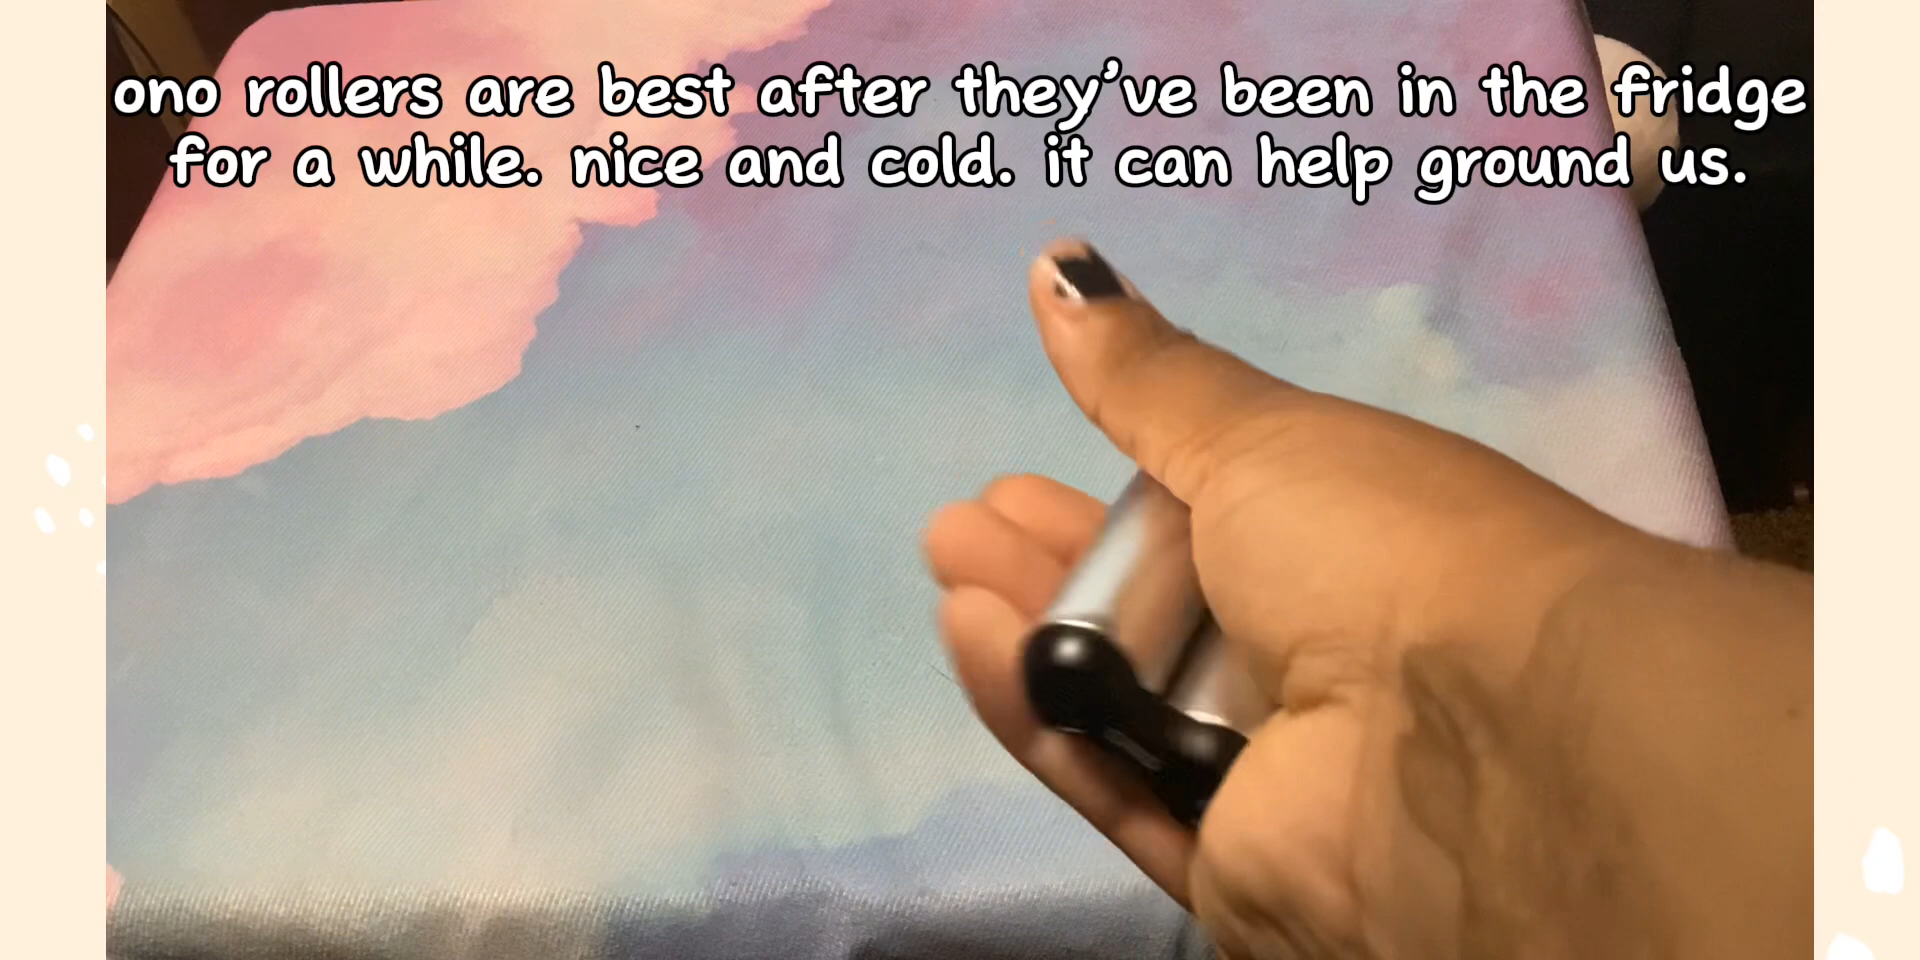 ono rollers are best after they've been in the fridge
for a while. nice and cold. it can help ground us.